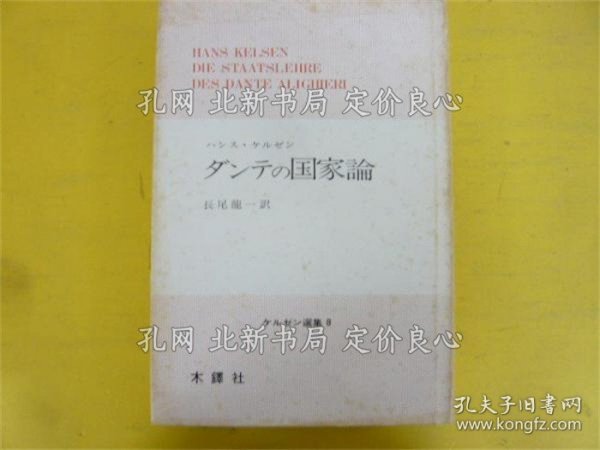 HANS KELSEN
DIE STAATSLEHRE
DES DANTE ALIGHIERI
孔网 北新书局 定价良心
ハンス・ケルゼン
ダンテの国家論
長尾龍一訳
ケルゼン選集 8
孔网 北新书局 定价良心
木鐸社
孔夫子旧书网
www.kongfz.com